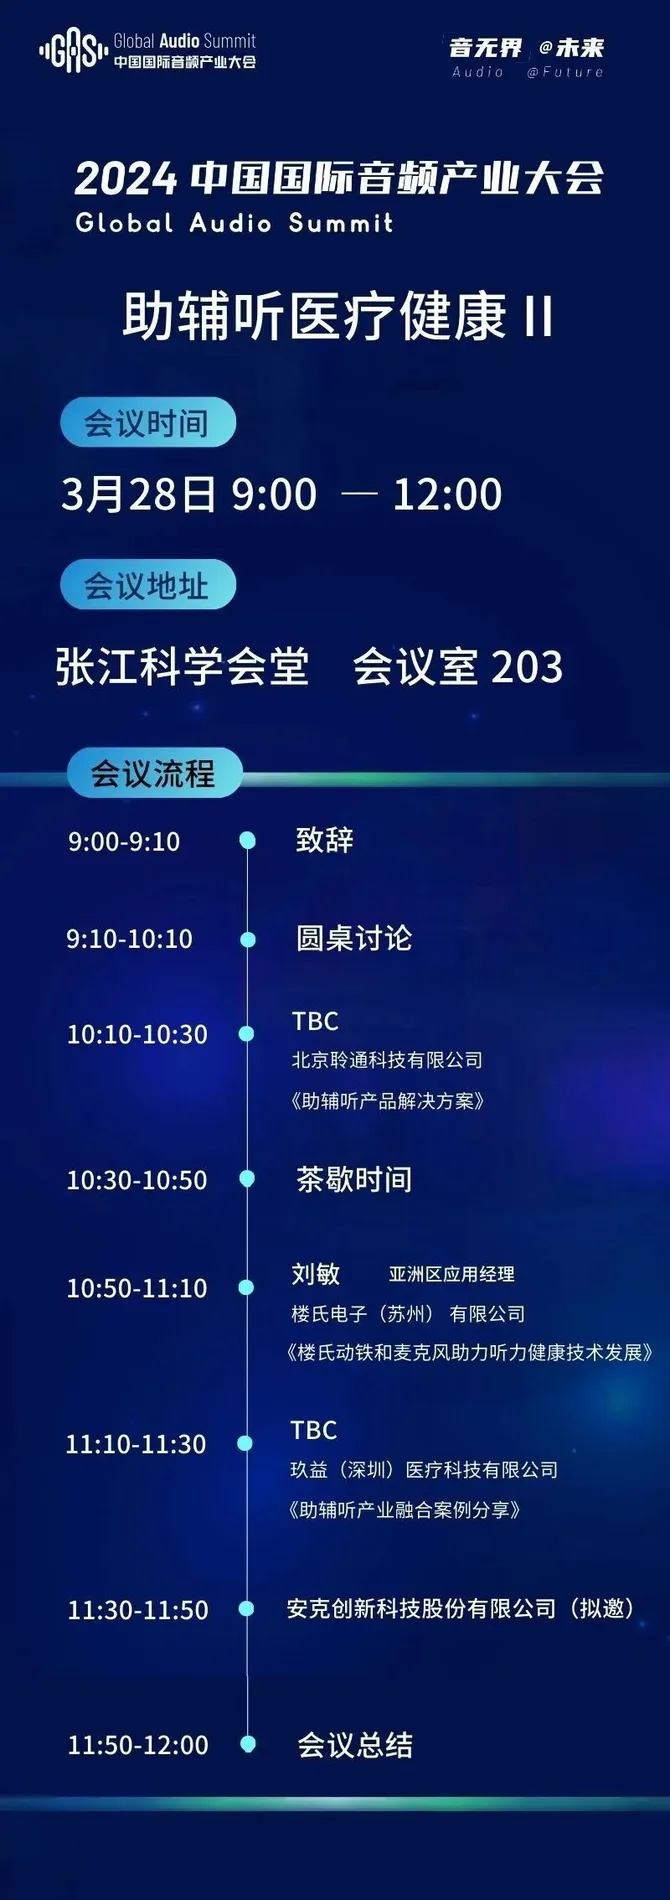 GAS Global Audio Summit
中国国际音频产业大会
音无界 @未来
Audio @Future
2024 中国国际音频产业大会
Global Audio Summit
助辅听医疗健康 II
会议时间
3月28日 9:00 — 12:00
会议地址
张江科学会堂 会议室 203
会议流程
9:00-9:10 致辞
9:10-10:10 圆桌讨论
10:10-10:30 TBC
北京聆通科技有限公司
《助辅听产品解决方案》
10:30-10:50 茶歇时间
10:50-11:10 刘敏 亚洲区应用经理
楼氏电子（苏州） 有限公司
《楼氏动铁和麦克风助力听力健康技术发展》
11:10-11:30 TBC
玖益（深圳）医疗科技有限公司
《助辅听产业融合案例分享》
11:30-11:50 安克创新科技股份有限公司（拟邀）
11:50-12:00 会议总结